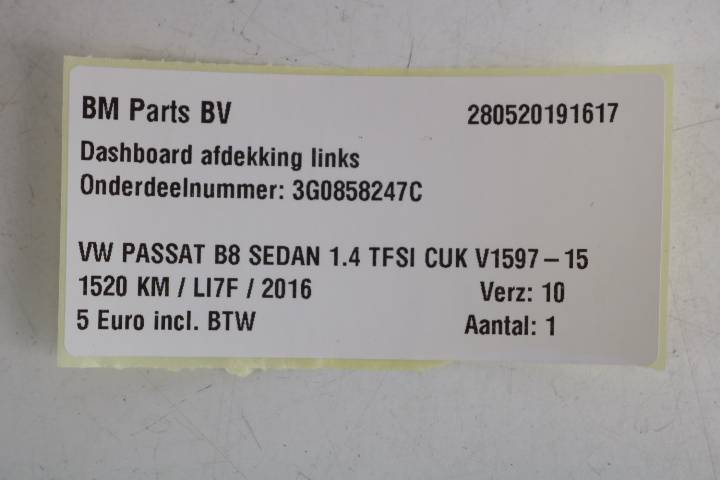 BM Parts BV 280520191617
Dashboard afdekking links
Onderdeelnummer: 3G0858247C
VW PASSAT B8 SEDAN 1.4 TFSI CUK V1597 – 15
1520 KM / LI7F / 2016 Verz: 10
5 Euro incl. BTW Aantal: 1